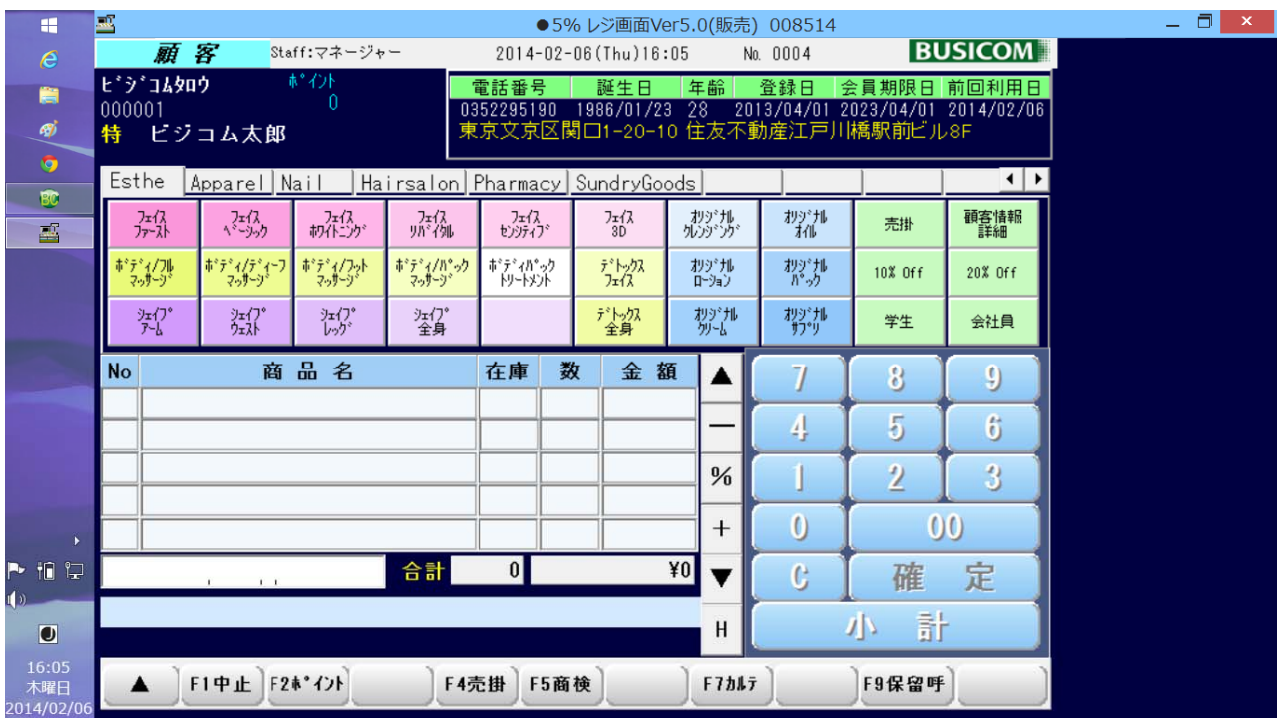 ●5% レジ画面Ver5.0(販売) 008514
顧 客 Staff:マネージャー 2014-02-06(Thu)16:05 No. 0004 BUSICOM
ﾋﾞｼﾞｺﾑﾀﾛｳ ﾎﾟｲﾝﾄ
000001 0
特 ビジコム太郎
電話番号 誕生日 年齢 登録日 会員期限日 前回利用日
0352295190 1986/01/23 28 2013/04/01 2023/04/01 2014/02/06
東京文京区関口1-20-10 住友不動産江戸川橋駅前ビル8F
Esthe Apparel Nail Hairsalon Pharmacy SundryGoods
ﾌｪｲｽ ﾌｪｲｽ ﾌｪｲｽ ﾌｪｲｽ ﾌｪｲｽ ﾌｪｲｽ ｵﾘｼﾞﾅﾙ ｵﾘｼﾞﾅﾙ 売掛 顧客情報
ﾌｧｰｽﾄ ﾍﾞｰｼｯｸ ﾎﾜｲﾄﾆﾝｸﾞ ﾘﾊﾞｲﾀﾙ ｾﾝｼﾃｨﾌﾞ 3D ｸﾚﾝｼﾞﾝｸﾞ ｵｲﾙ 詳細
ﾎﾞﾃﾞｨ/ﾌﾙ ﾎﾞﾃﾞｨ/ﾃﾞｨｰﾌ ﾎﾞﾃﾞｨ/ﾌｯﾄ ﾎﾞﾃﾞｨ/ﾊﾟｯｸ ﾎﾞﾃﾞｨﾊﾟｯｸ ﾃﾞﾄックス ｵﾘｼﾞﾅﾙ ｵﾘｼﾞﾅﾙ 10% Off 20% Off
ﾏｯｻｰｼﾞ ﾏｯｻｰｼﾞ ﾏｯｻｰｼﾞ ﾏｯｻｰｼﾞ ﾄﾘｰﾄﾒﾝﾄ ﾌｪｲｽ ﾛｰｼｮﾝ ﾊﾟｯｸ
ｼｪｲﾌﾟ ｼｪｲﾌﾟ ｼｪｲﾌﾟ ｼｪｲﾌﾟ ﾃﾞﾄｯｸｽ ｵﾘｼﾞﾅﾙ ｵﾘｼﾞﾅﾙ 学生 会社員
ｱｰﾑ ｳｪｽﾄ ﾚｯｸﾞ 全身 全身 ｸﾘｰﾑ ｻﾌﾟﾘ
No 商 品 名 在庫 数 金 額
▲ 7 8 9
― 4 5 6
% 1 2 3
+ 0 00
合計 0 ¥0 ▼ C 確 定
H 小 計
▲ F1中止 F2ﾎﾟｲﾝﾄ F4売掛 F5商検 F7ｶﾙﾃ F9保留呼
16:05
木曜日
2014/02/06